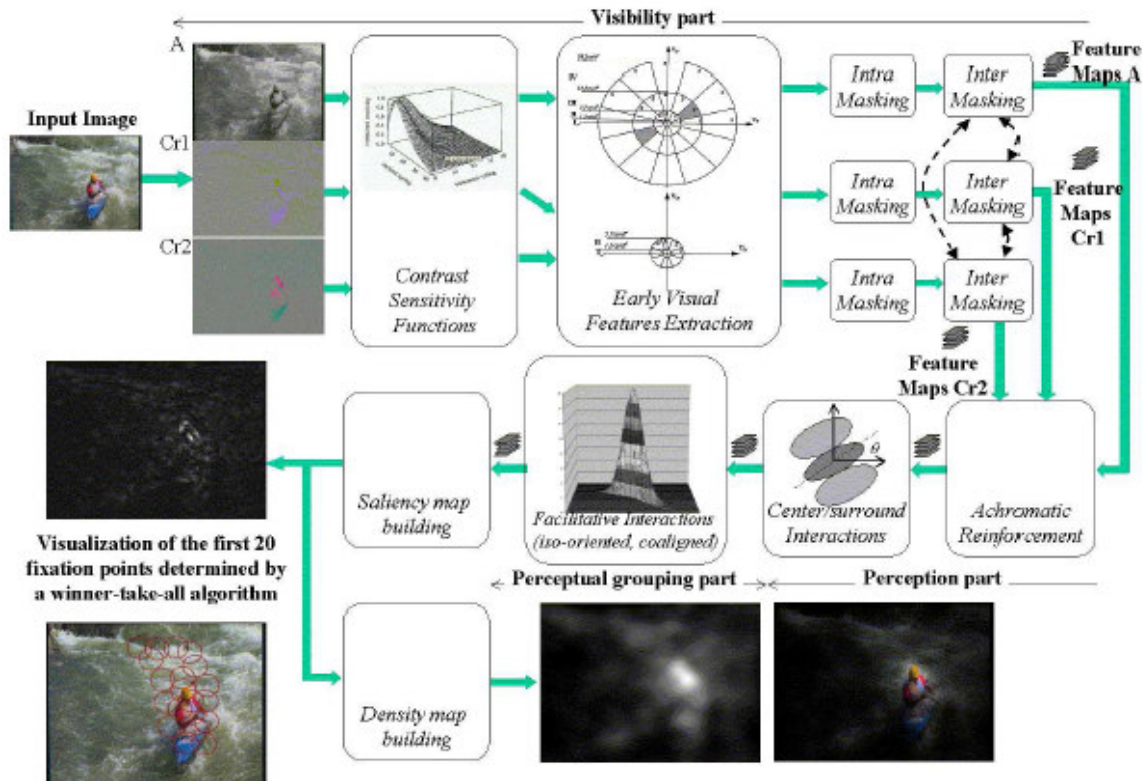 Visibility part
A
Feature
Maps A
Intra
Masking
Inter
Masking
Input Image
Cr1
Intra
Masking
Inter
Masking
Feature
Maps
Cr1
Cr2
Contrast
Sensitivity
Functions
Early Visual
Features Extraction
Intra
Masking
Inter
Masking
Feature
Maps Cr2
θ
Saliency map
building
Facilitative Interactions
(iso-oriented, coaligned)
Center/surround
Interactions
Achromatic
Reinforcement
Visualization of the first 20
fixation points determined by
a winner-take-all algorithm
Perceptual grouping part
Perception part
Density map
building